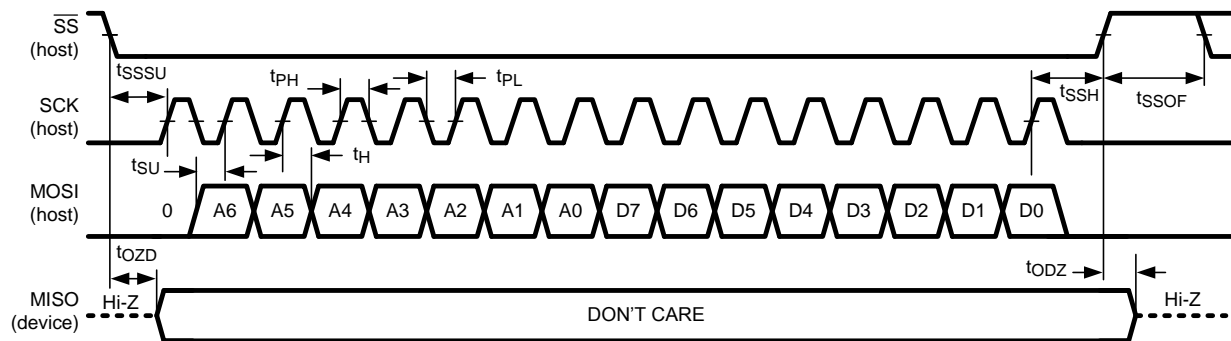 SS
(host)
tSSSU
tPH
tPL
tSSH
tSSOF
SCK
(host)
tSU
tH
MOSI
(host)
0 A6 A5 A4 A3 A2 A1 A0 D7 D6 D5 D4 D3 D2 D1 D0
tOZD
tODZ
MISO
(device)
Hi-Z
DON'T CARE
Hi-Z